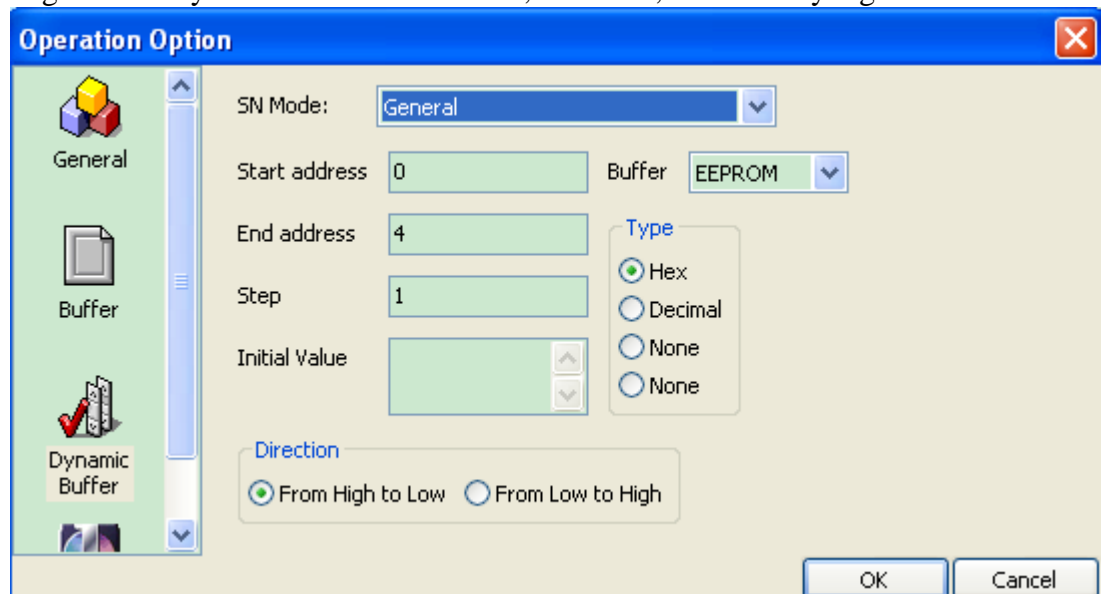 Operation Option
General
Buffer
Dynamic
Buffer
SN Mode: General
Start address 0 Buffer EEPROM
End address 4
Step 1
Initial Value
Type
Hex
Decimal
None
None
Direction
From High to Low From Low to High
OK Cancel